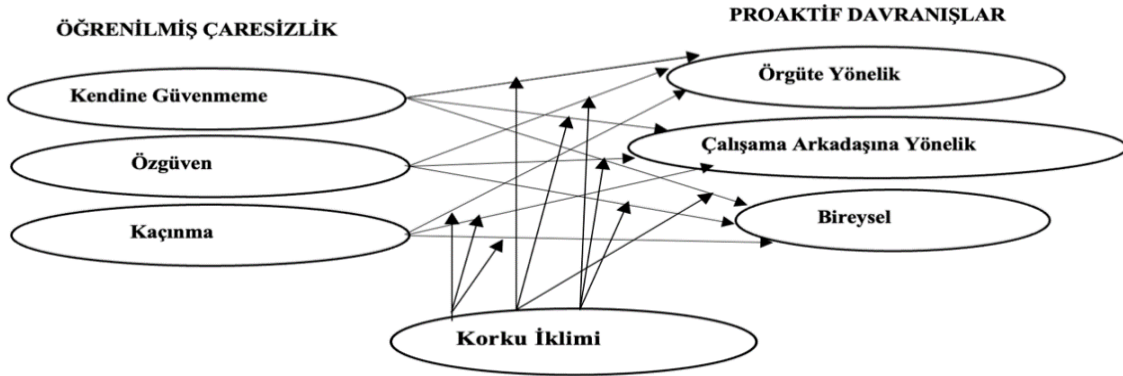 ÖĞRENİLMİŞ ÇARESİZLİK
PROAKTİF DAVRANIŞLAR
Kendine Güvenmeme
Örgüte Yönelik
Özgüven
Çalışama Arkadaşına Yönelik
Kaçınma
Bireysel
Korku İklimi